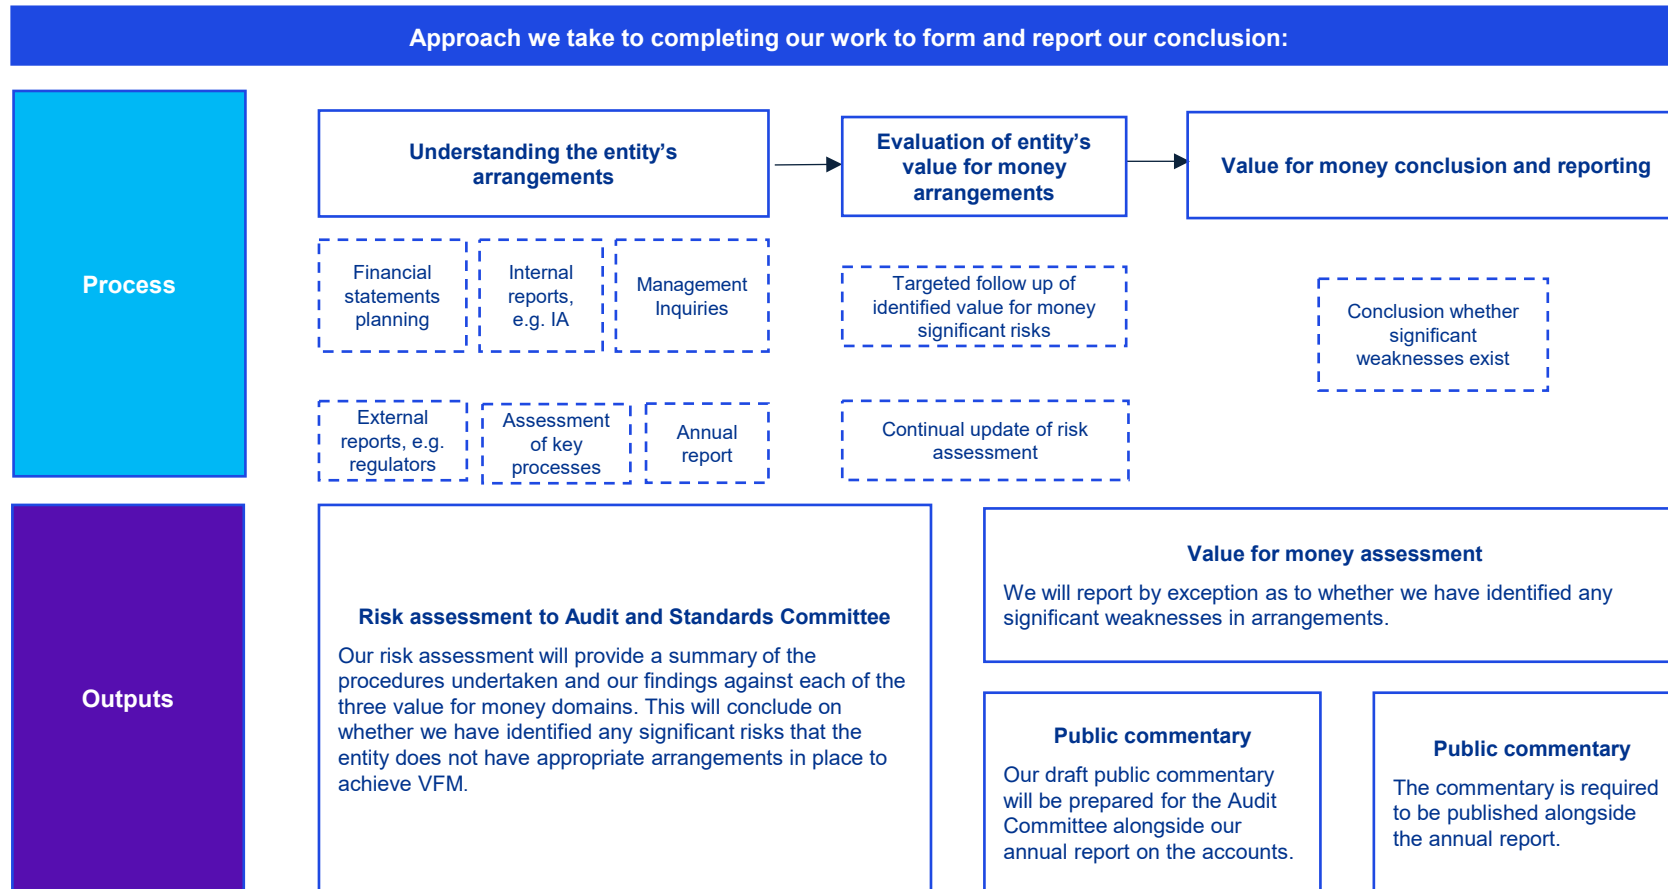 Approach we take to completing our work to form and report our conclusion:
Process
Understanding the entity’s
arrangements
Evaluation of entity’s
value for money
arrangements
Value for money conclusion and reporting
Financial
statements
planning
Internal
reports,
e.g. IA
Management
Inquiries
Targeted follow up of
identified value for money
significant risks
Conclusion whether
significant
weaknesses exist
External
reports, e.g.
regulators
Assessment
of key
processes
Annual
report
Continual update of risk
assessment
Outputs
Risk assessment to Audit and Standards Committee
Our risk assessment will provide a summary of the
procedures undertaken and our findings against each of the
three value for money domains. This will conclude on
whether we have identified any significant risks that the
entity does not have appropriate arrangements in place to
achieve VFM.
Value for money assessment
We will report by exception as to whether we have identified any
significant weaknesses in arrangements.
Public commentary
Our draft public commentary
will be prepared for the Audit
Committee alongside our
annual report on the accounts.
Public commentary
The commentary is required
to be published alongside
the annual report.